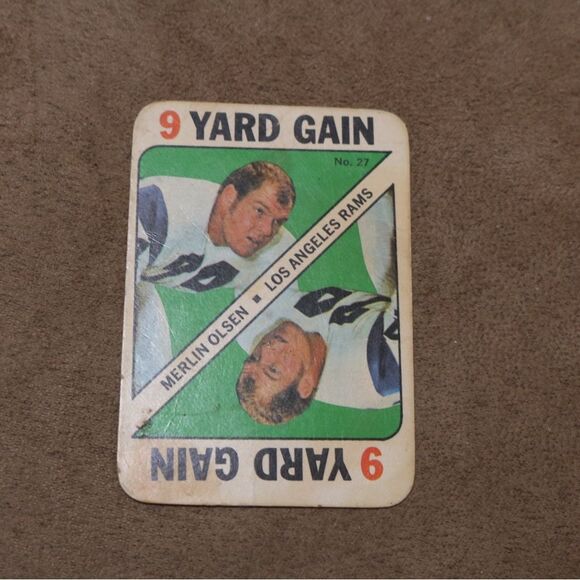 9 YARD GAIN
No. 27
MERLIN OLSEN ■ LOS ANGELES RAMS
9 YARD GAIN